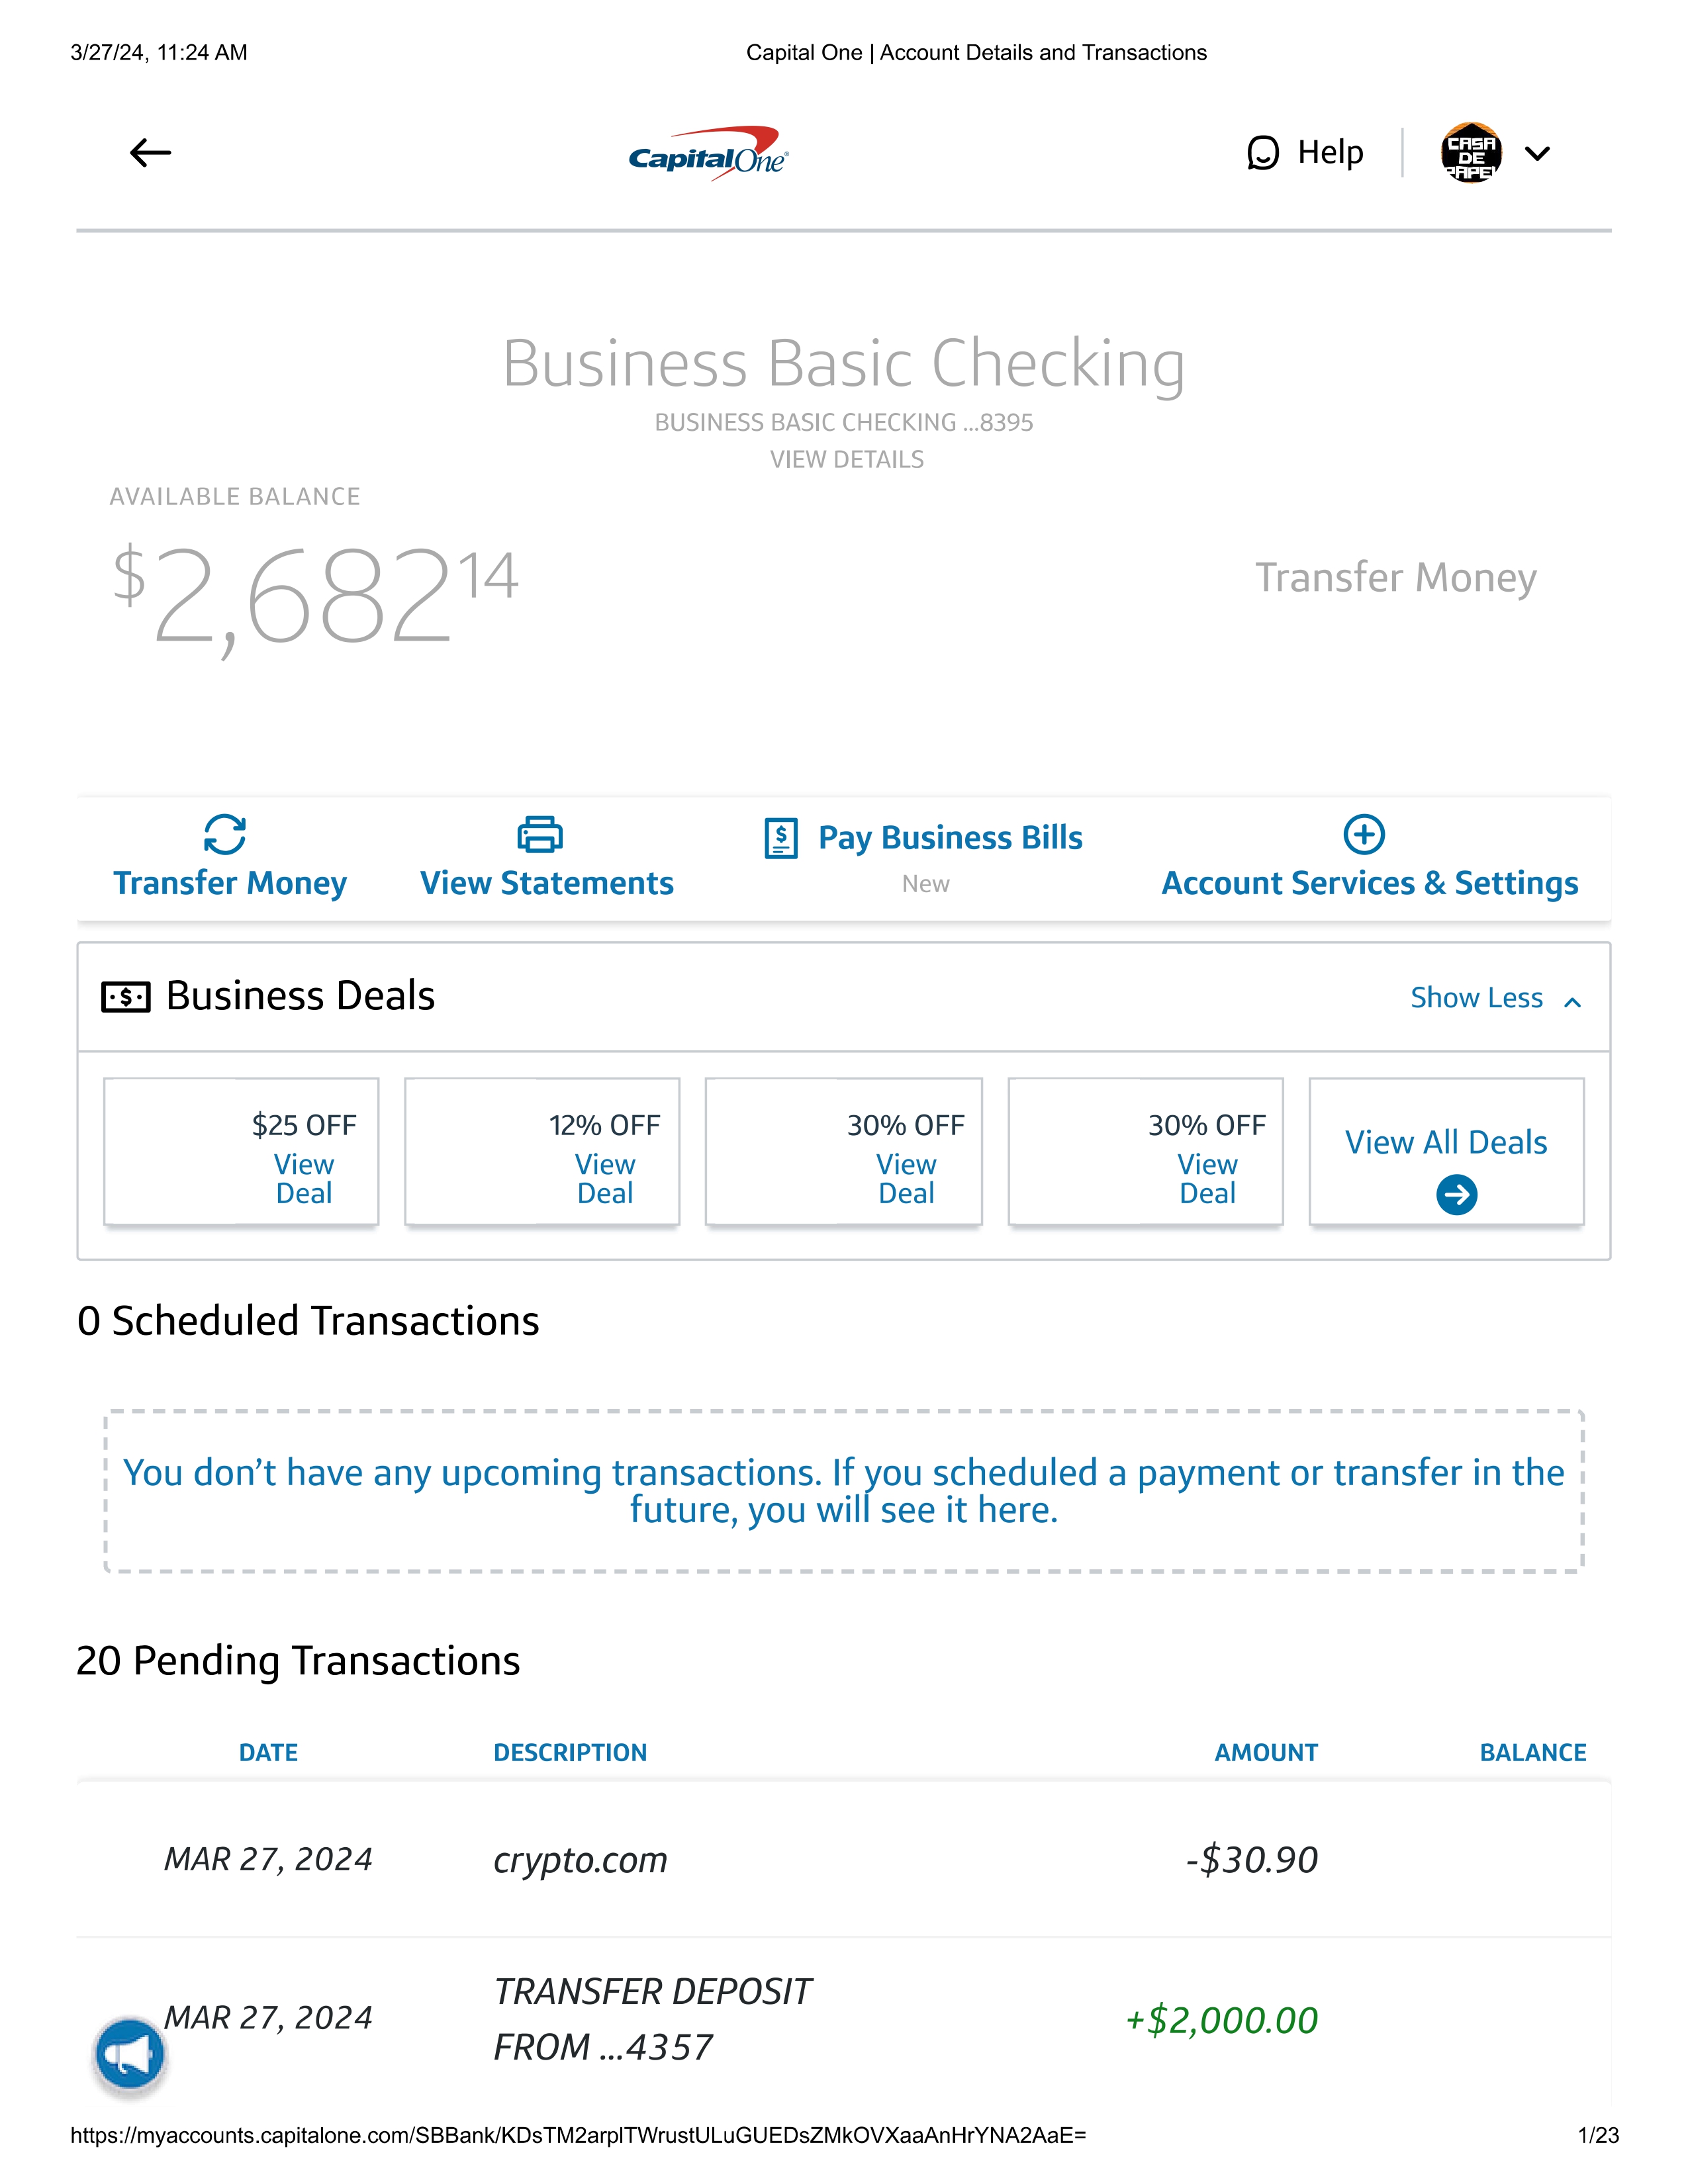 3/27/24, 11:24 AM
Capital One | Account Details and Transactions
CapitalOne®
Help
CASA
DE
PAPEL
Business Basic Checking
BUSINESS BASIC CHECKING ...8395
VIEW DETAILS
AVAILABLE BALANCE
$2,68214
Transfer Money
Transfer Money
View Statements
Pay Business Bills
New
Account Services & Settings
Business Deals
Show Less
$25 OFF
View
Deal
12% OFF
View
Deal
30% OFF
View
Deal
30% OFF
View
Deal
View All Deals
0 Scheduled Transactions
You don’t have any upcoming transactions. If you scheduled a payment or transfer in the
future, you will see it here.
20 Pending Transactions
DATE DESCRIPTION AMOUNT BALANCE
MAR 27, 2024 crypto.com -$30.90
TRANSFER DEPOSIT
MAR 27, 2024 +$2,000.00
FROM ...4357
https://myaccounts.capitalone.com/SBBank/KDsTM2arplTWrustULuGUEDsZMkOVXaaAnHrYNA2AaE=
1/23